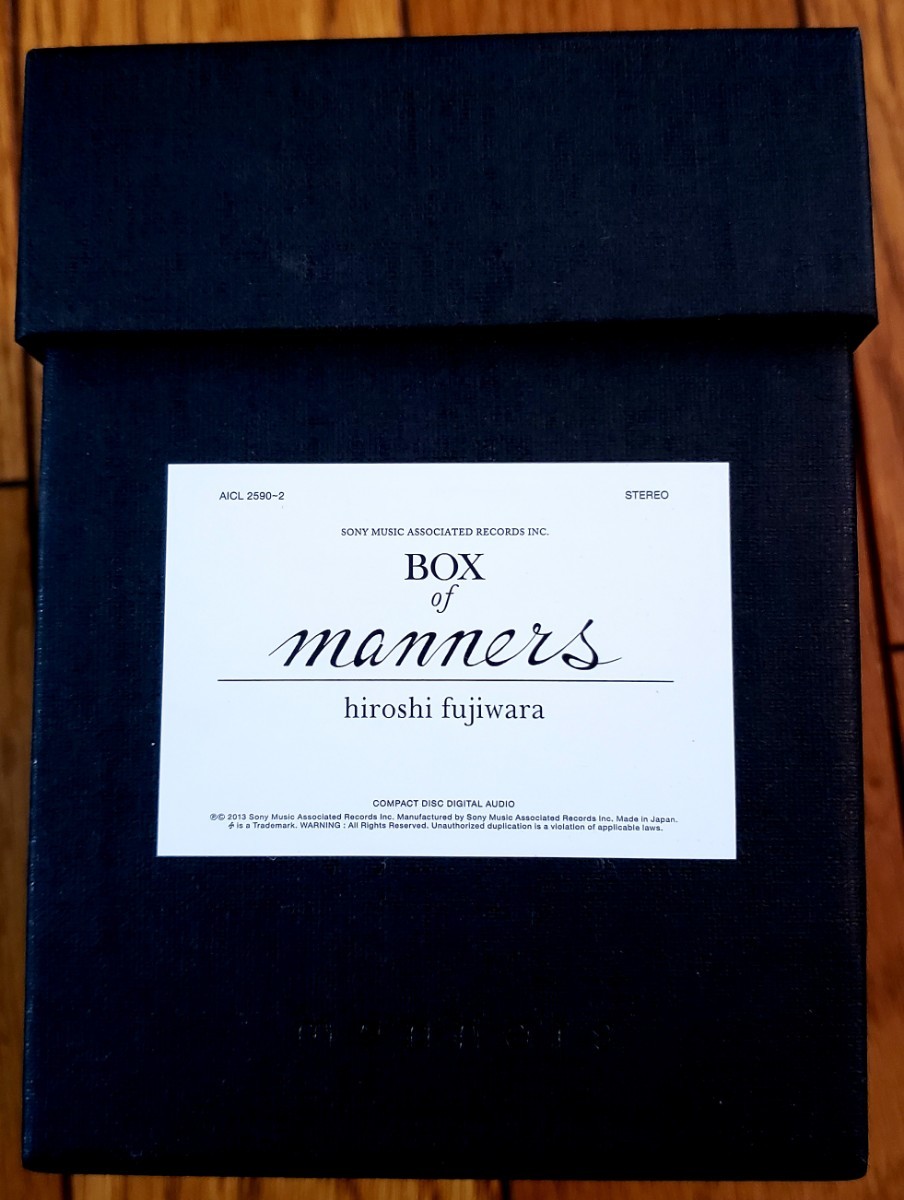 AICL 2590~2
STEREO
SONY MUSIC ASSOCIATED RECORDS INC.
BOX
of
manners
hiroshi fujiwara
COMPACT DISC DIGITAL AUDIO
℗© 2013 Sony Music Associated Records Inc. Manufactured by Sony Music Associated Records Inc. Made in Japan.
is a Trademark. WARNING : All Rights Reserved. Unauthorized duplication is a violation of applicable laws.